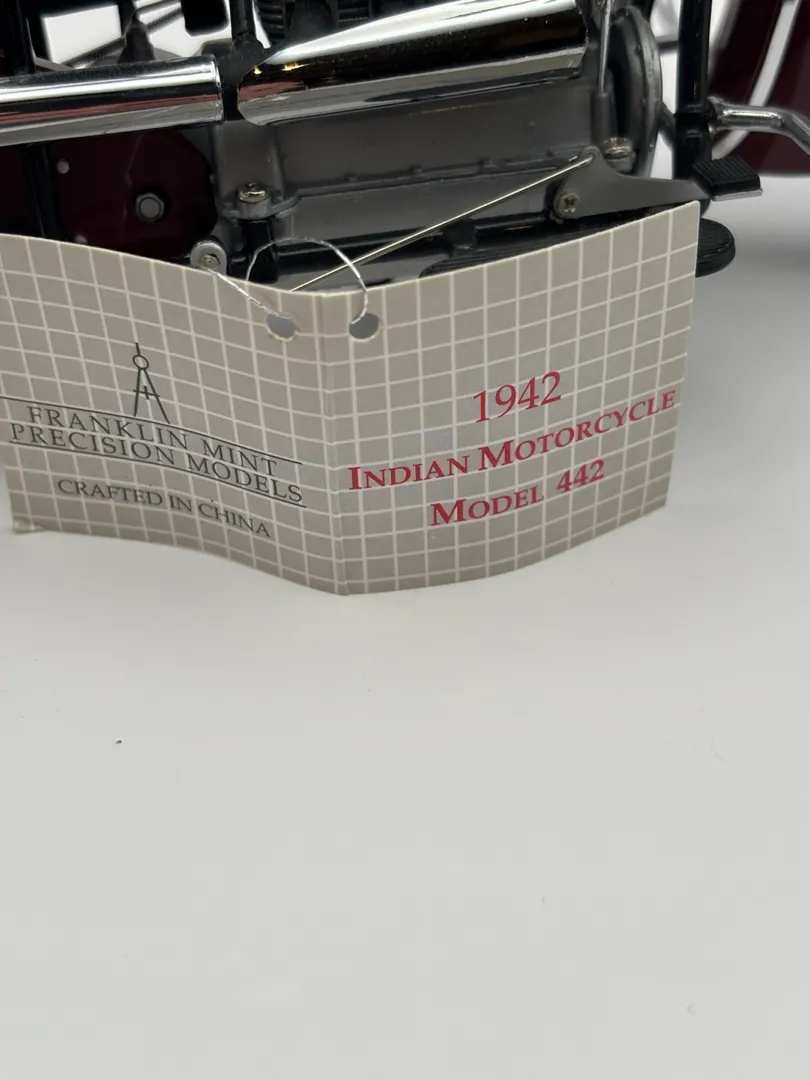 FRANKLIN MINT
PRECISION MODELS
CRAFTED IN CHINA
1942
INDIAN MOTORCYCLE
MODEL 442